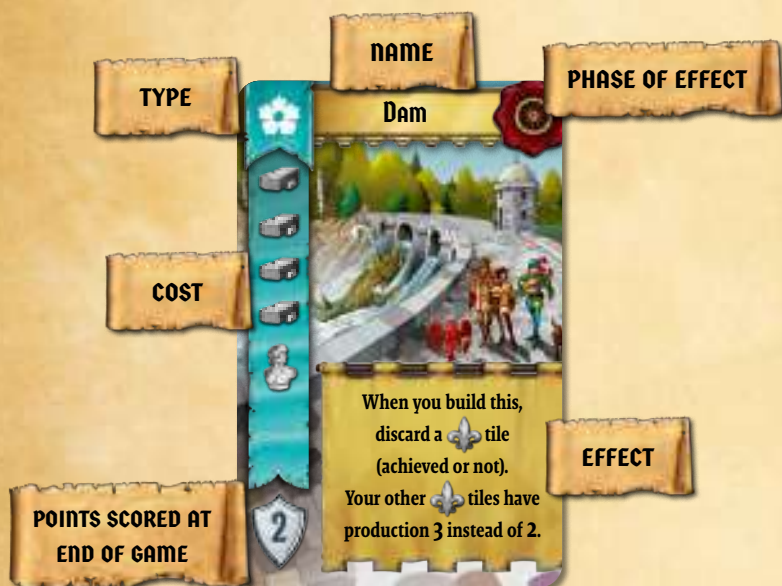 NAME
TYPE
PHASE OF EFFECT
Dam
COST
When you build this,
discard a tile
(achieved or not).
Your other tiles have
production 3 instead of 2.
EFFECT
POINTS SCORED AT
END OF GAME
2